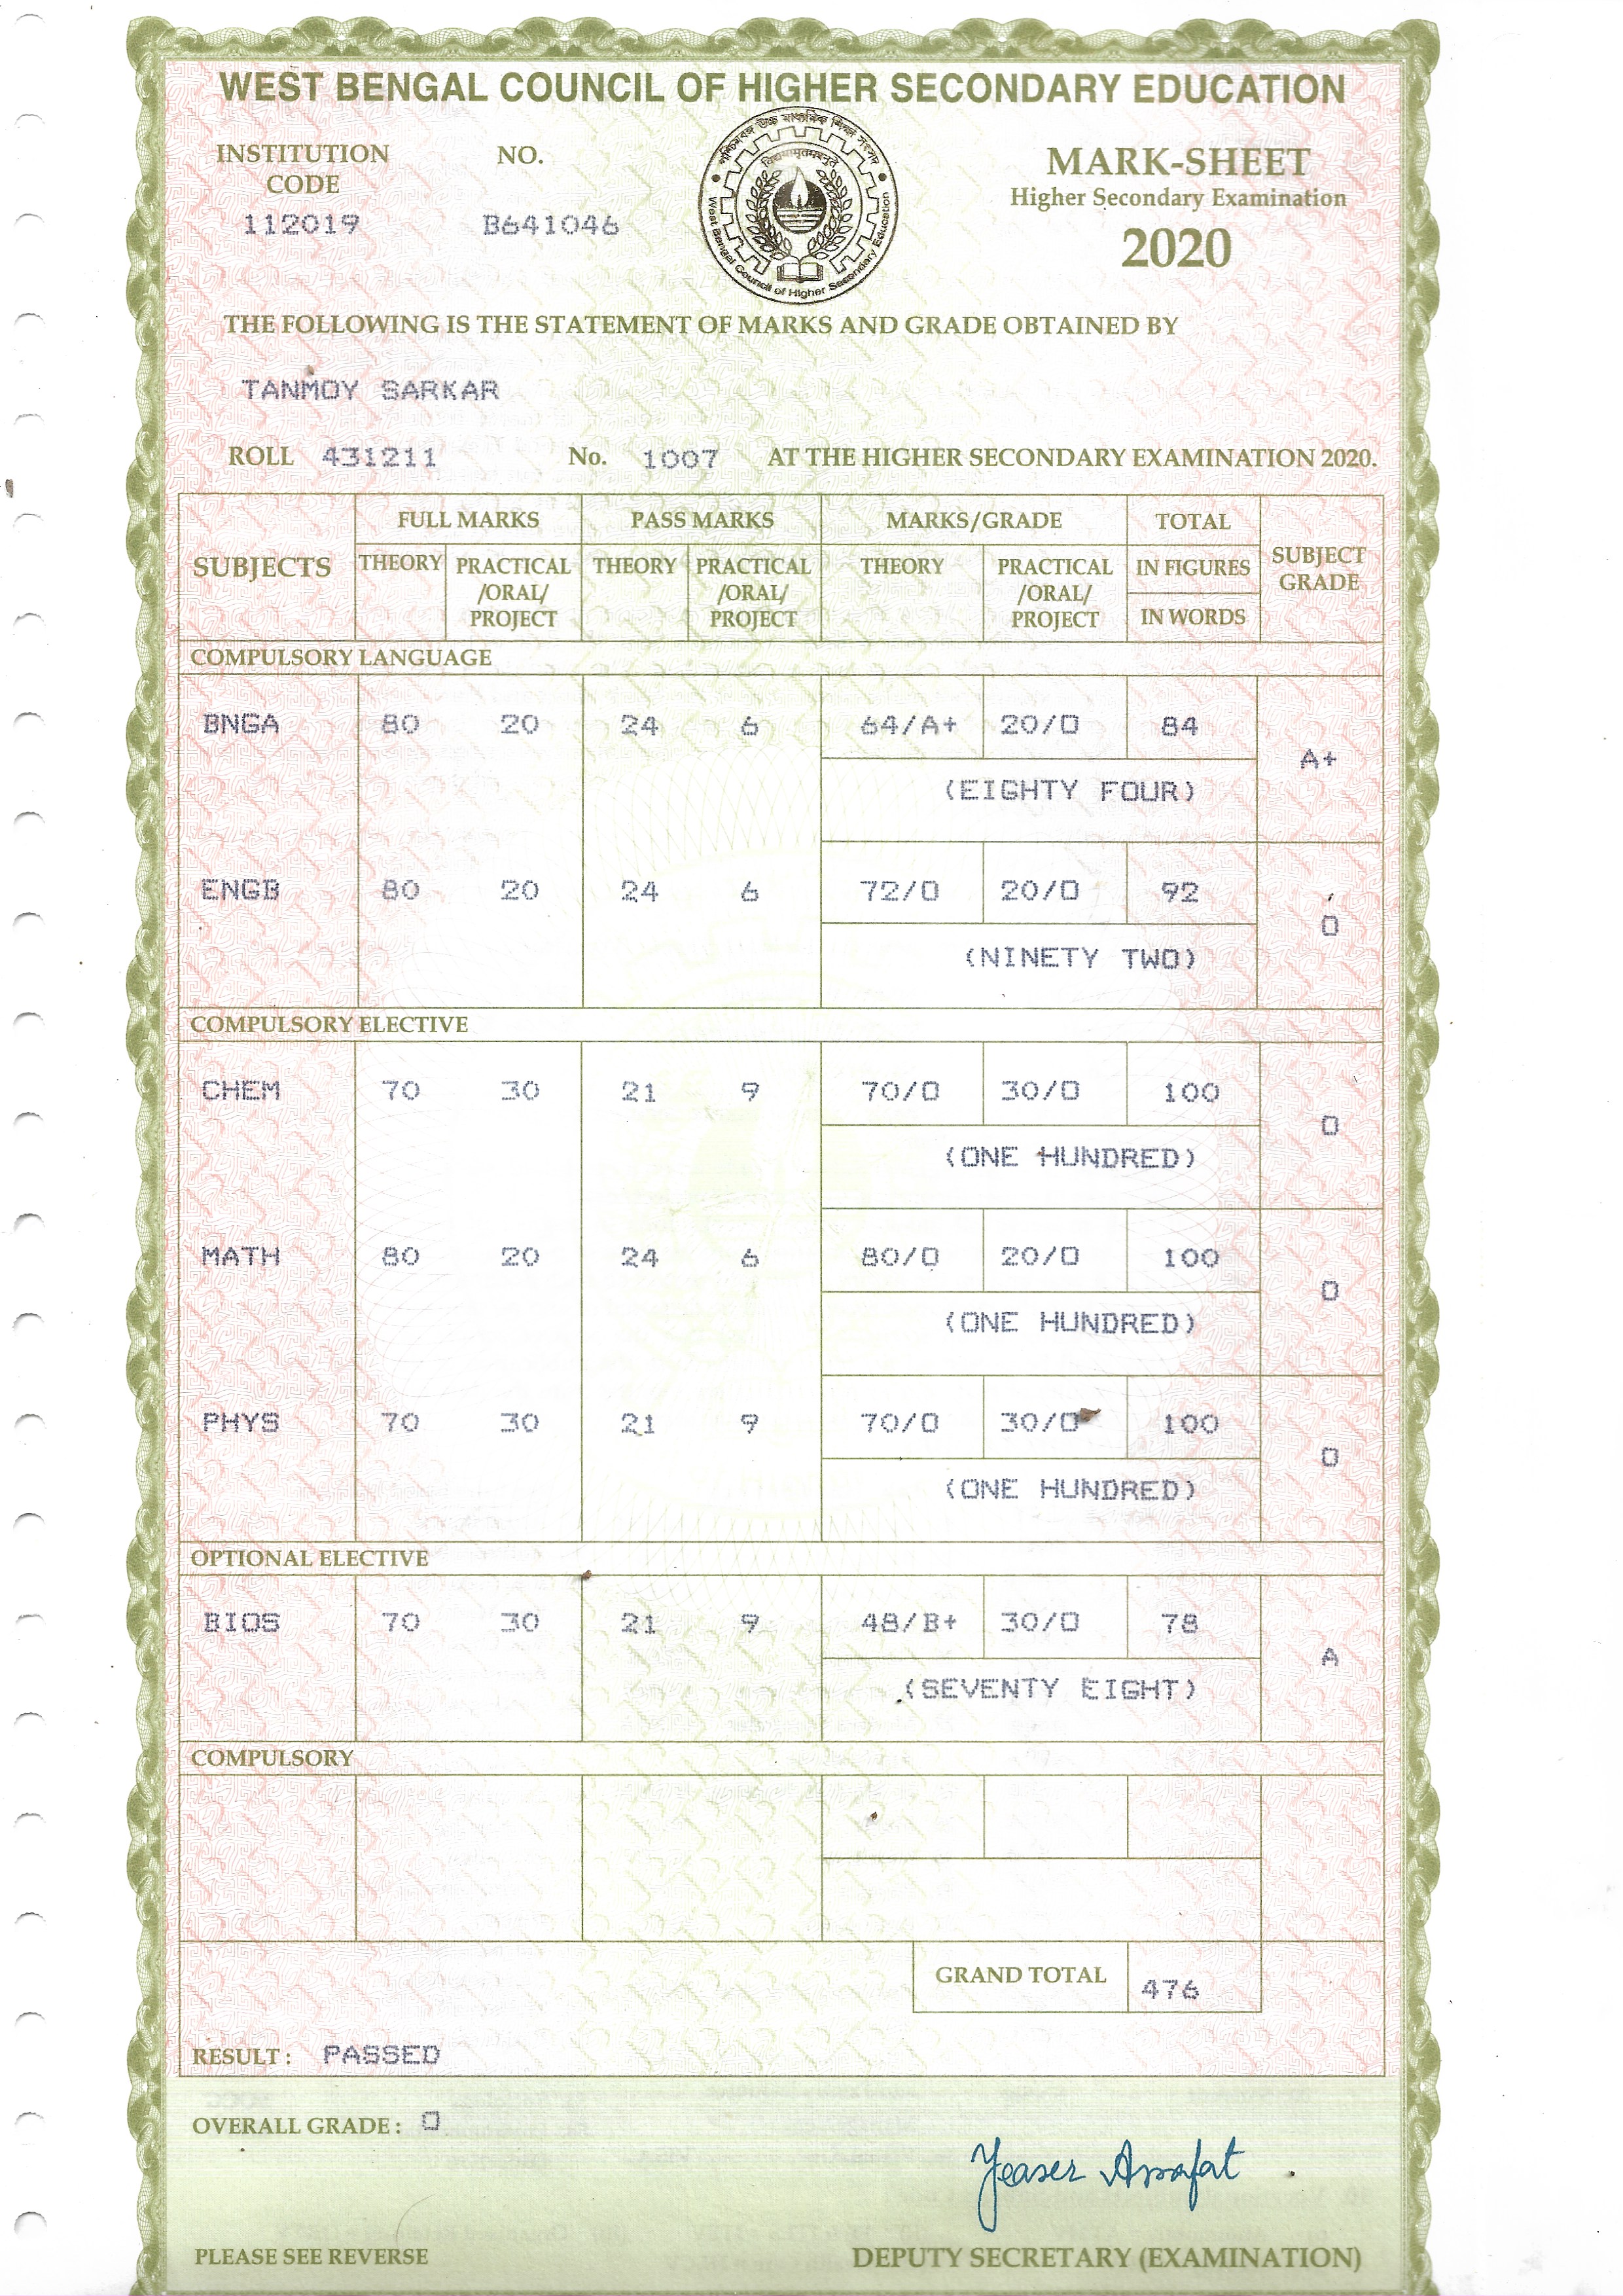 WEST BENGAL COUNCIL OF HIGHER SECONDARY EDUCATION
INSTITUTION CODE
112019
NO.
B641046
পশ্চিমবঙ্গ উচ্চ মাধ্যমিক শিক্ষা সংসদ
West Bengal Council of Higher Secondary Education
MARK-SHEET
Higher Secondary Examination
2020
THE FOLLOWING IS THE STATEMENT OF MARKS AND GRADE OBTAINED BY
TANMOY SARKAR
ROLL 431211 No. 1007 AT THE HIGHER SECONDARY EXAMINATION 2020.
SUBJECTS FULL MARKS PASS MARKS MARKS/GRADE TOTAL SUBJECT GRADE
THEORY PRACTICAL /ORAL/ PROJECT THEORY PRACTICAL /ORAL/ PROJECT THEORY PRACTICAL /ORAL/ PROJECT IN FIGURES
IN WORDS
COMPULSORY LANGUAGE
BNGA 80 20 24 6 64/A+ 20/O 84
A+
(EIGHTY FOUR)
ENGB 80 20 24 6 72/O 20/O 92
O
(NINETY TWO)
COMPULSORY ELECTIVE
CHEM 70 30 21 9 70/O 30/O 100
O
(ONE HUNDRED)
MATH 80 20 24 6 80/O 20/O 100
O
(ONE HUNDRED)
PHYS 70 30 21 9 70/O 30/O 100
O
(ONE HUNDRED)
OPTIONAL ELECTIVE
BIOS 70 30 21 9 48/B+ 30/O 78
A
(SEVENTY EIGHT)
COMPULSORY
GRAND TOTAL 476
RESULT : PASSED
OVERALL GRADE : O
Yeaser Arrafat
PLEASE SEE REVERSE
DEPUTY SECRETARY (EXAMINATION)